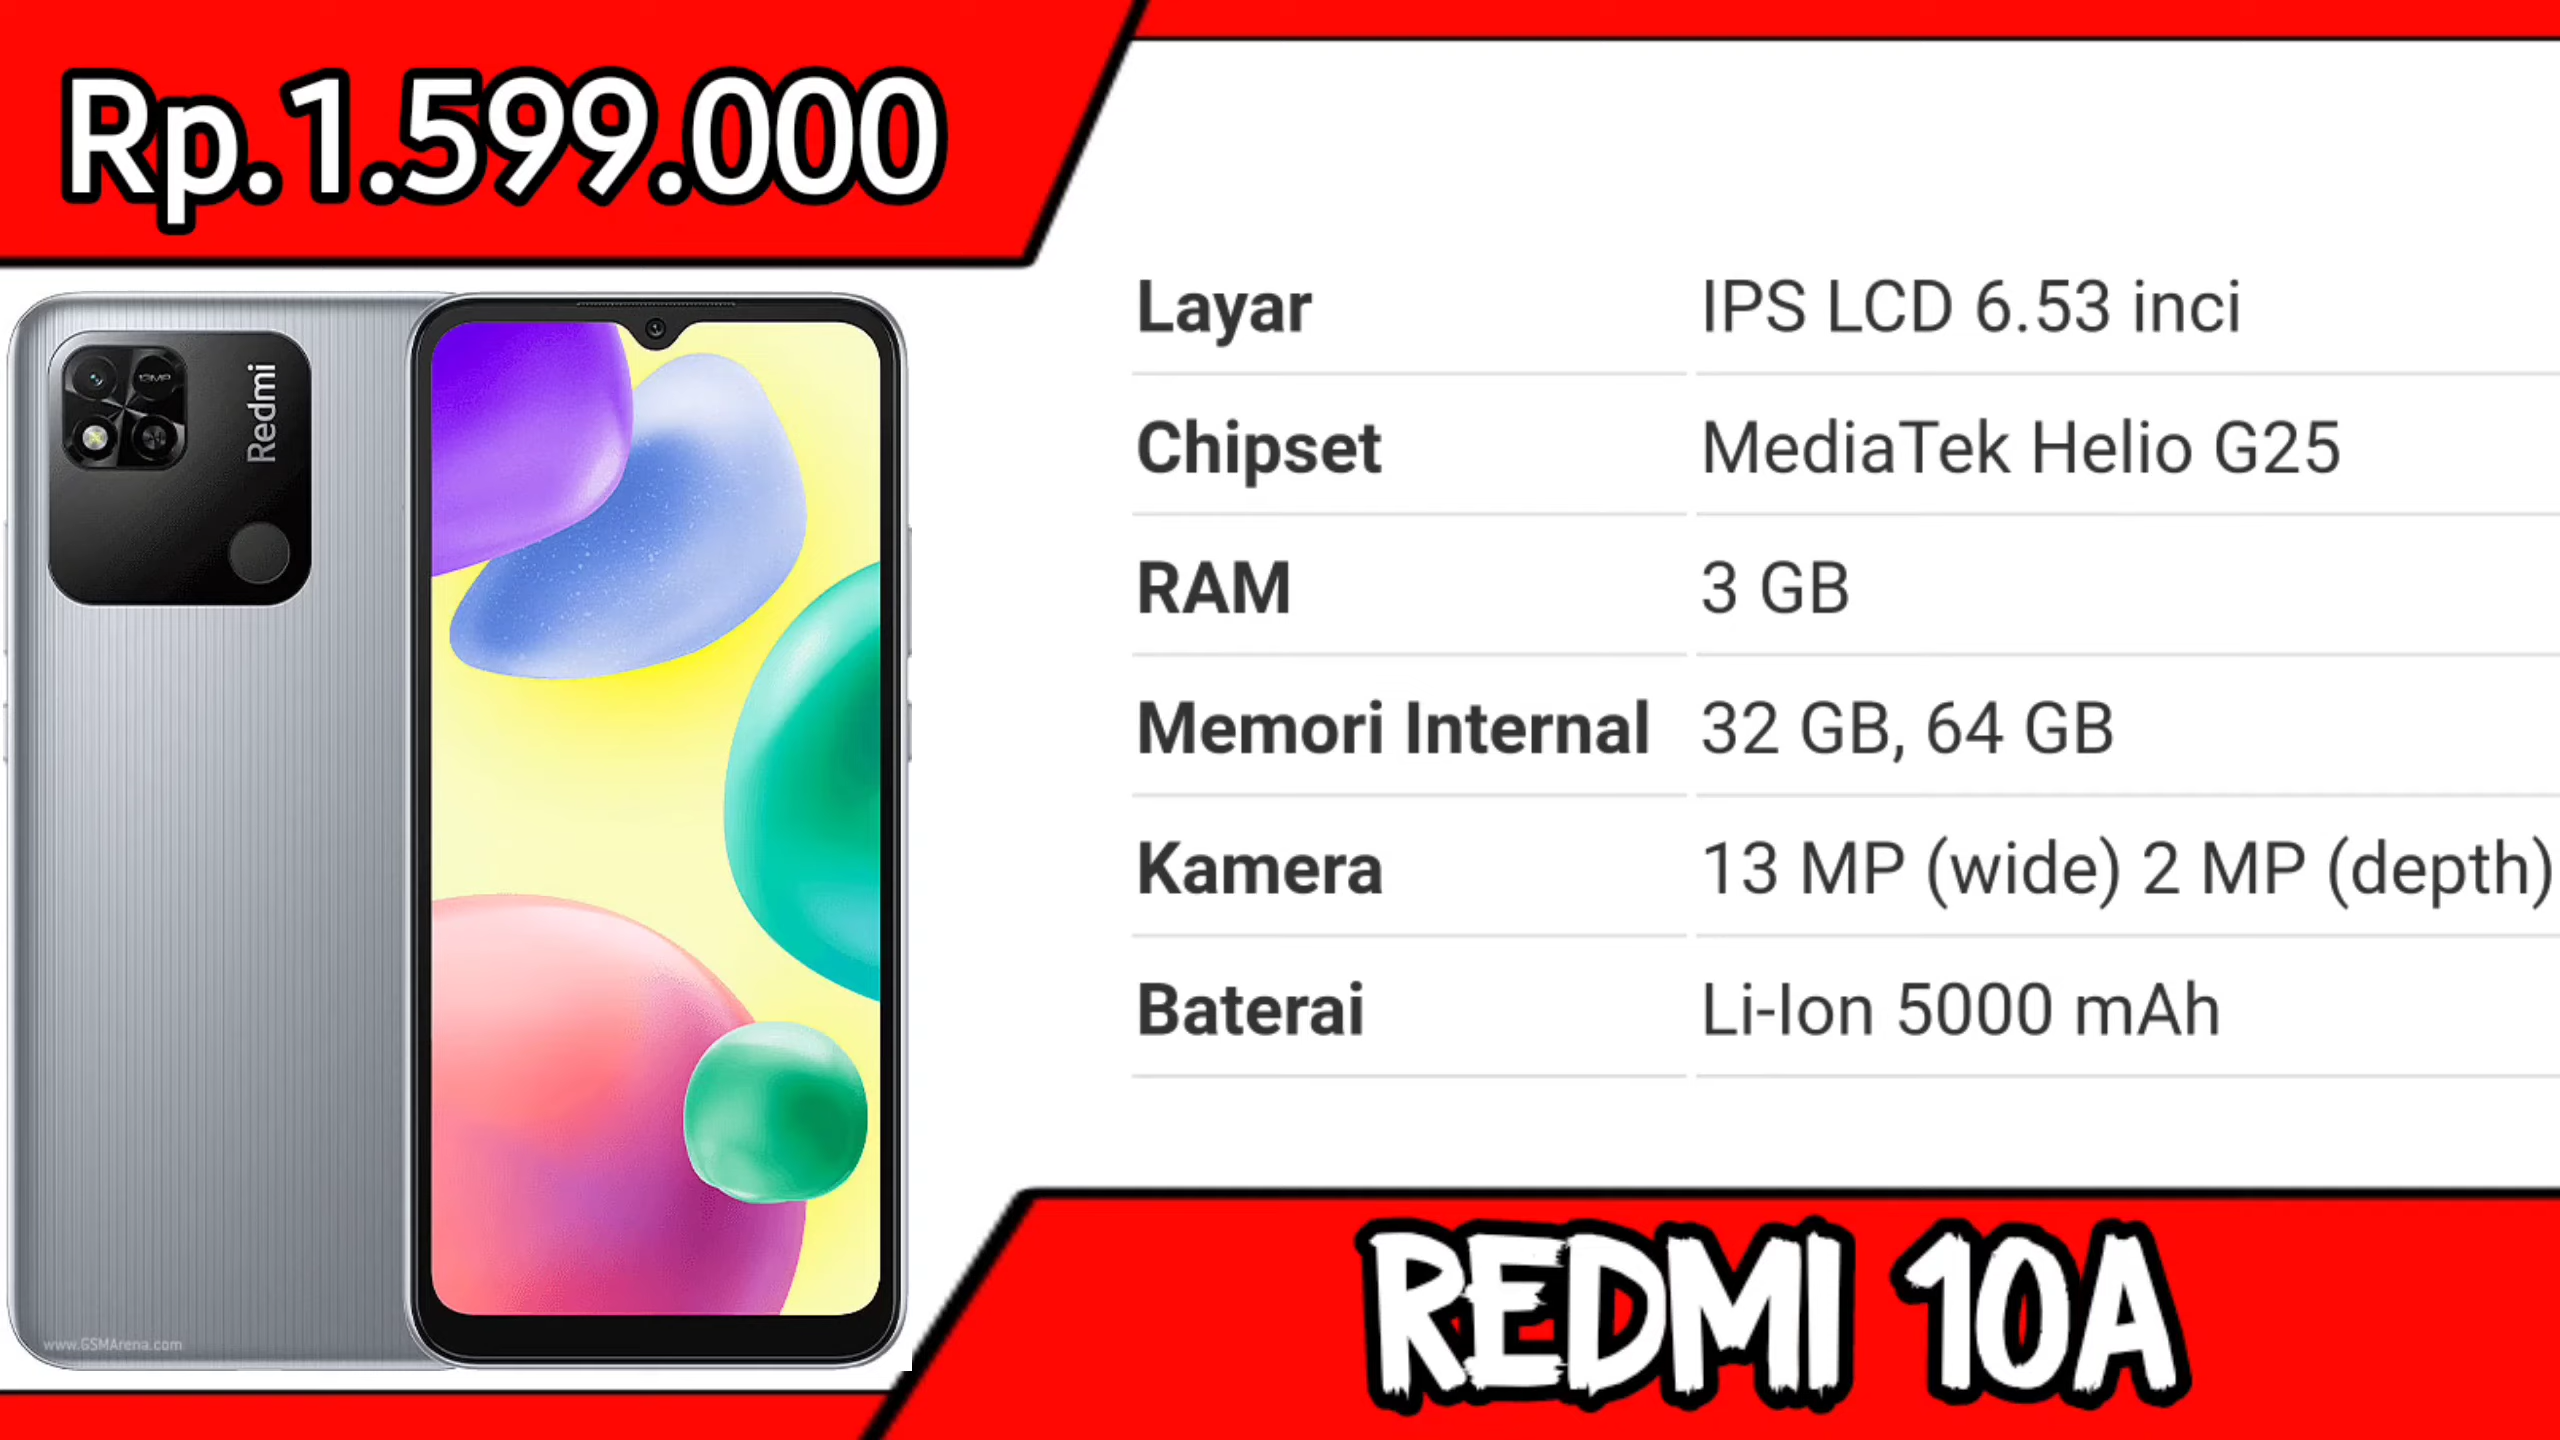 Rp.1.599.000
Redmi
13MP
www.GSMArena.com
Layar IPS LCD 6.53 inci
Chipset MediaTek Helio G25
RAM 3 GB
Memori Internal 32 GB, 64 GB
Kamera 13 MP (wide) 2 MP (depth)
Baterai Li-Ion 5000 mAh
REDMI 10A